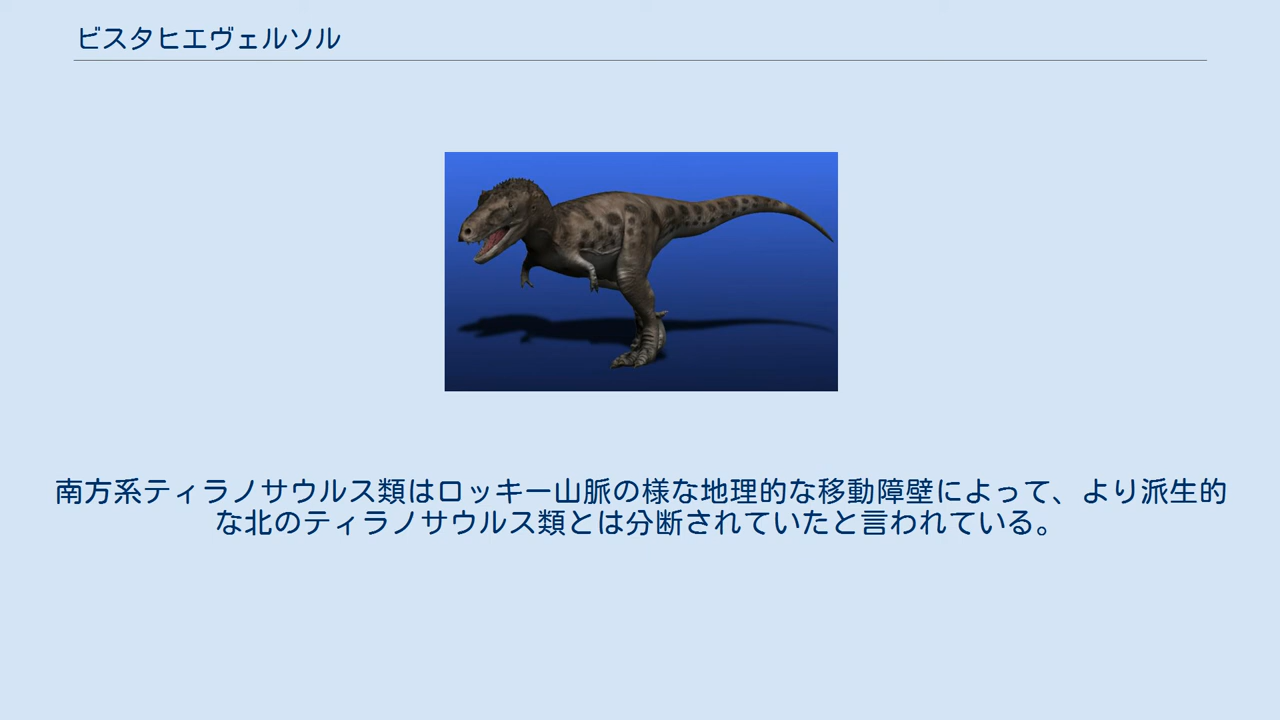 ビスタヒエヴェルソル
南方系ティラノサウルス類はロッキー山脈の様な地理的な移動障壁によって、より派生的
な北のティラノサウルス類とは分断されていたと言われている。